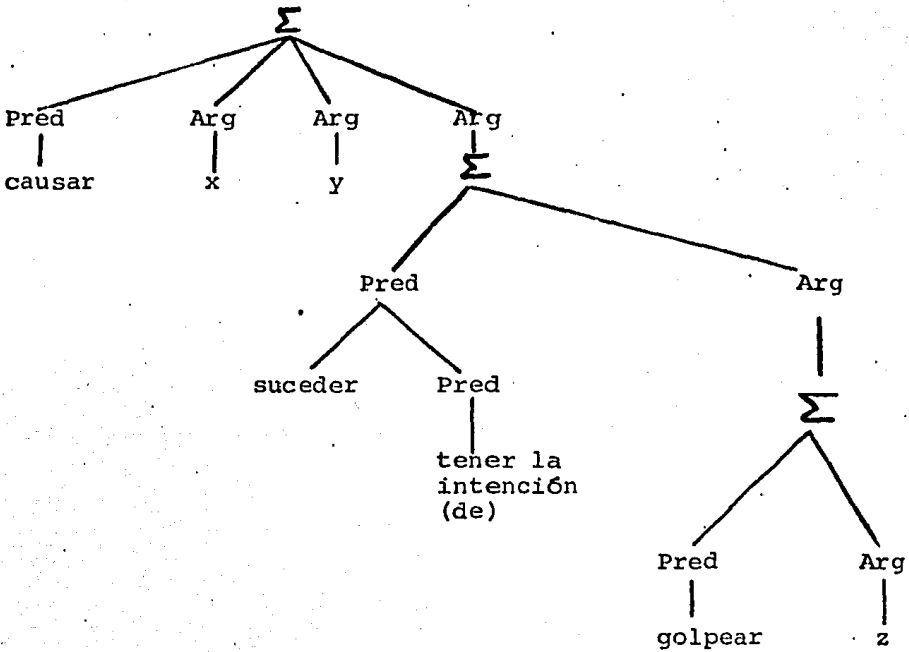 Σ
Pred Arg Arg Arg
causar x y Σ
Pred Arg
suceder Pred Σ
tener la
intención
(de)
Pred Arg
golpear z